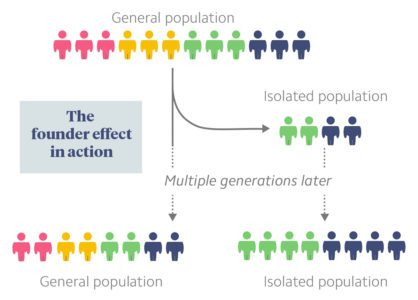 General population
Isolated population
The
founder effect
in action
Multiple generations later
General population
Isolated population